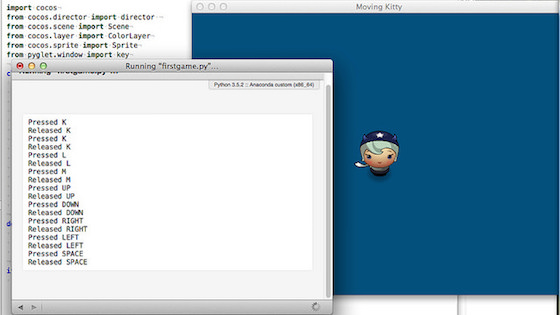 import cocos¬
from cocos.director import director ¬
from cocos.scene import Scene¬
from cocos.layer import ColorLayer¬
from cocos.sprite import Sprite¬
from pyglet.window import key¬
Moving Kitty
Running "firstgame.py"…
Running "firstgame.py"…
Python 3.5.2 :: Anaconda custom (x86_64)
Pressed K
Released K
Pressed K
Released K
Pressed L
Released L
Pressed M
Released M
Pressed UP
Released UP
Pressed DOWN
Released DOWN
Pressed RIGHT
Released RIGHT
Pressed LEFT
Released LEFT
Pressed SPACE
Released SPACE